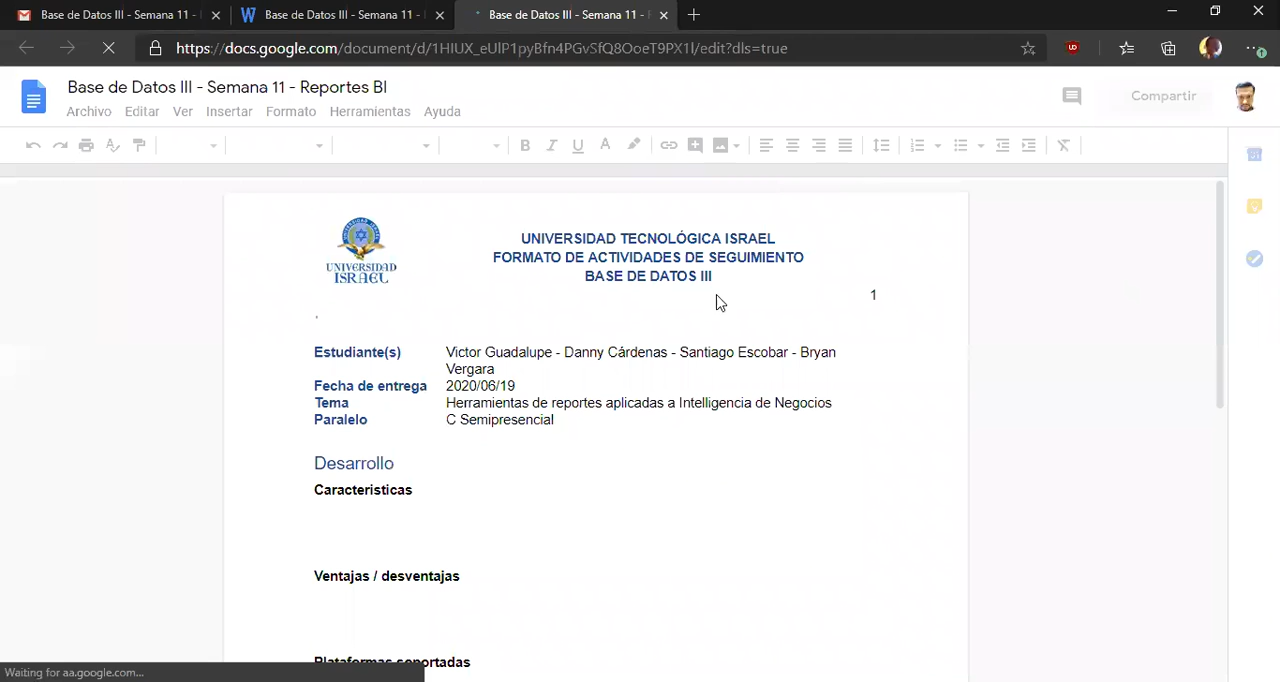 Base de Datos III - Semana 11 -
Base de Datos III - Semana 11 -
Base de Datos III - Semana 11 -
https://docs.google.com/document/d/1HIUX_eUlP1pyBfn4PGvSfQ8OoeT9PX1l/edit?dls=true
Base de Datos III - Semana 11 - Reportes BI
Archivo Editar Ver Insertar Formato Herramientas Ayuda
Compartir
UNIVERSIDAD
ISRAEL
UNIVERSIDAD TECNOLÓGICA ISRAEL
FORMATO DE ACTIVIDADES DE SEGUIMIENTO
BASE DE DATOS III
1
Estudiante(s) Victor Guadalupe - Danny Cárdenas - Santiago Escobar - Bryan
Vergara
Fecha de entrega 2020/06/19
Tema Herramientas de reportes aplicadas a Intelligencia de Negocios
Paralelo C Semipresencial
Desarrollo
Caracteristicas
Ventajas / desventajas
Plataformas soportadas
Waiting for aa.google.com...